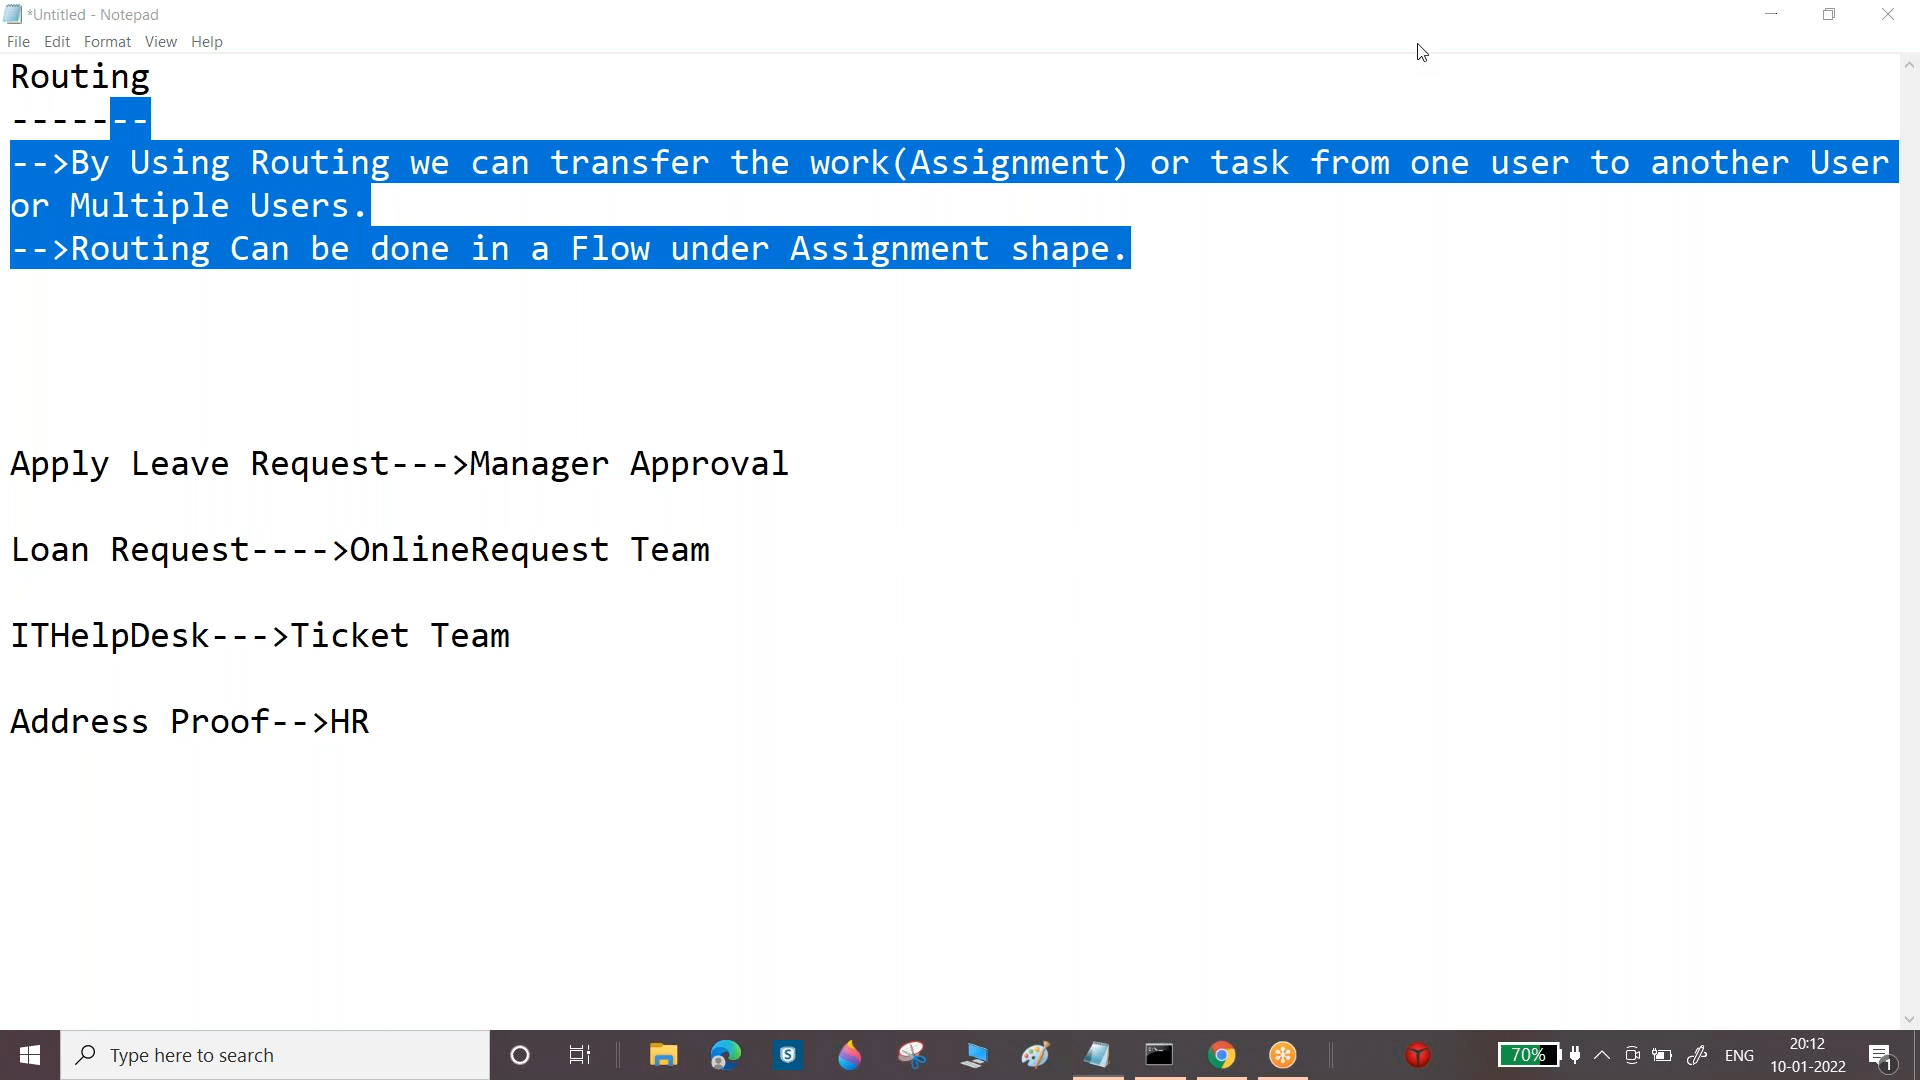 *Untitled - Notepad
File Edit Format View Help
Routing
-------
-->By Using Routing we can transfer the work(Assignment) or task from one user to another User
or Multiple Users.
-->Routing Can be done in a Flow under Assignment shape.
Apply Leave Request--->Manager Approval
Loan Request---->OnlineRequest Team
ITHelpDesk--->Ticket Team
Address Proof-->HR
Type here to search
S
70%
ENG
20:12
10-01-2022
1